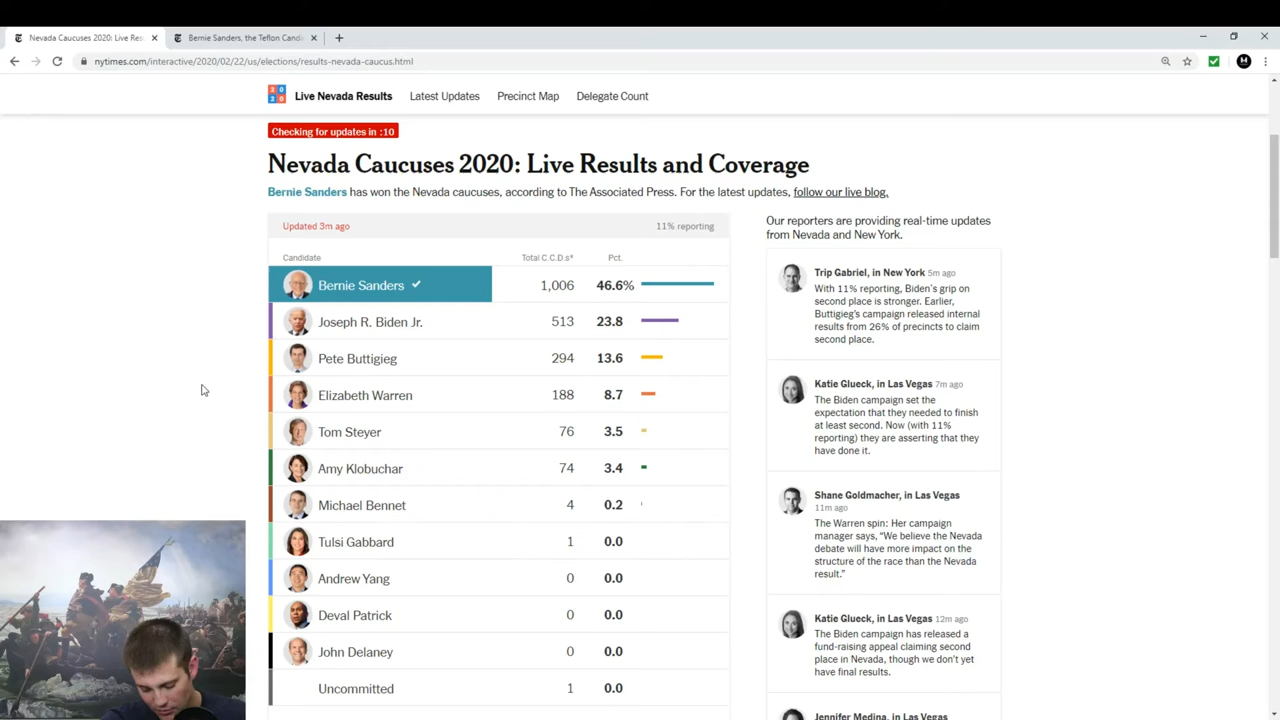 Nevada Caucuses 2020: Live Res
Bernie Sanders, the Teflon Candi
nytimes.com/interactive/2020/02/22/us/elections/results-nevada-caucus.html
20
20
Live Nevada Results
Latest Updates
Precinct Map
Delegate Count
Checking for updates in :10
Nevada Caucuses 2020: Live Results and Coverage
Bernie Sanders has won the Nevada caucuses, according to The Associated Press. For the latest updates, follow our live blog.
Updated 3m ago 11% reporting
Candidate Total C.C.D.s* Pct.
Bernie Sanders ✓ 1,006 46.6%
Joseph R. Biden Jr. 513 23.8
Pete Buttigieg 294 13.6
Elizabeth Warren 188 8.7
Tom Steyer 76 3.5
Amy Klobuchar 74 3.4
Michael Bennet 4 0.2
Tulsi Gabbard 1 0.0
Andrew Yang 0 0.0
Deval Patrick 0 0.0
John Delaney 0 0.0
Uncommitted 1 0.0
Our reporters are providing real-time updates
from Nevada and New York.
Trip Gabriel, in New York 5m ago
With 11% reporting, Biden's grip on
second place is stronger. Earlier,
Buttigieg's campaign released internal
results from 26% of precincts to claim
second place.
Katie Glueck, in Las Vegas 7m ago
The Biden campaign set the
expectation that they needed to finish
at least second. Now (with 11%
reporting) they are asserting that they
have done it.
Shane Goldmacher, in Las Vegas
11m ago
The Warren spin: Her campaign
manager says, “We believe the Nevada
debate will have more impact on the
structure of the race than the Nevada
result.”
Katie Glueck, in Las Vegas 12m ago
The Biden campaign has released a
fund-raising appeal claiming second
place in Nevada, though we don't yet
have final results.
Jennifer Medina, in Las Vegas